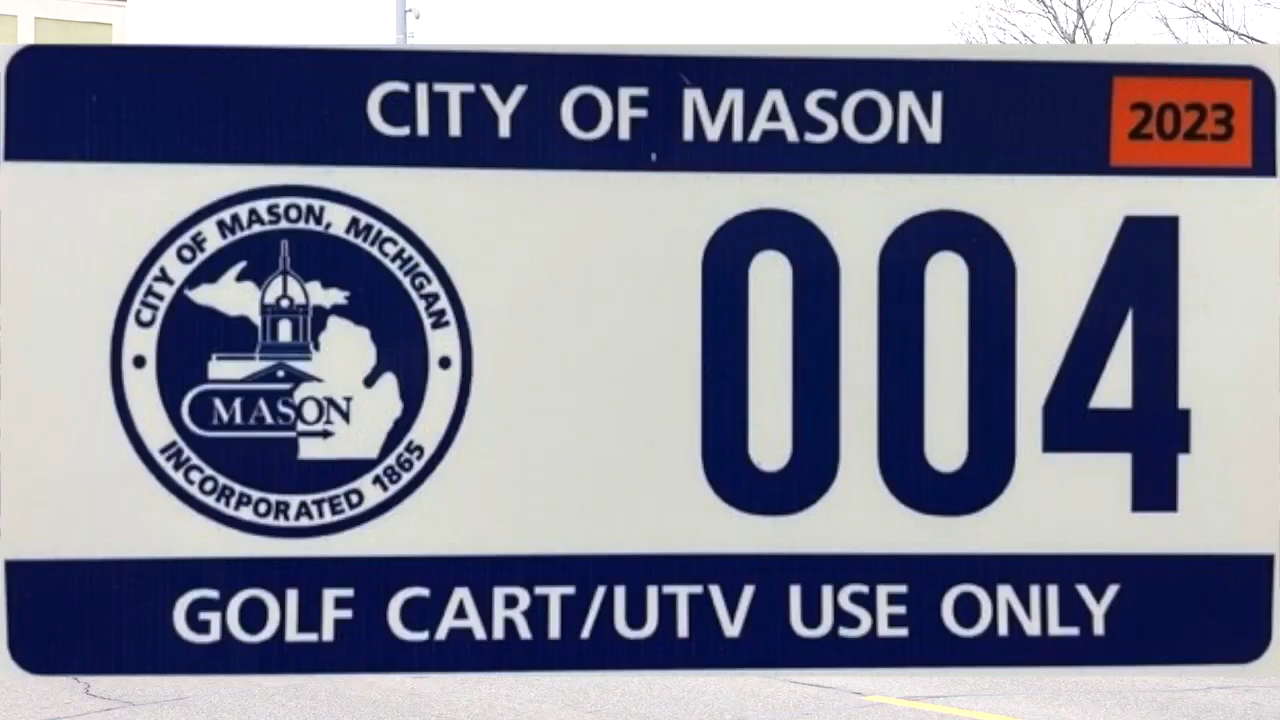 CITY OF MASON
2023
CITY OF MASON, MICHIGAN
MASON
INCORPORATED 1865
004
GOLF CART/UTV USE ONLY